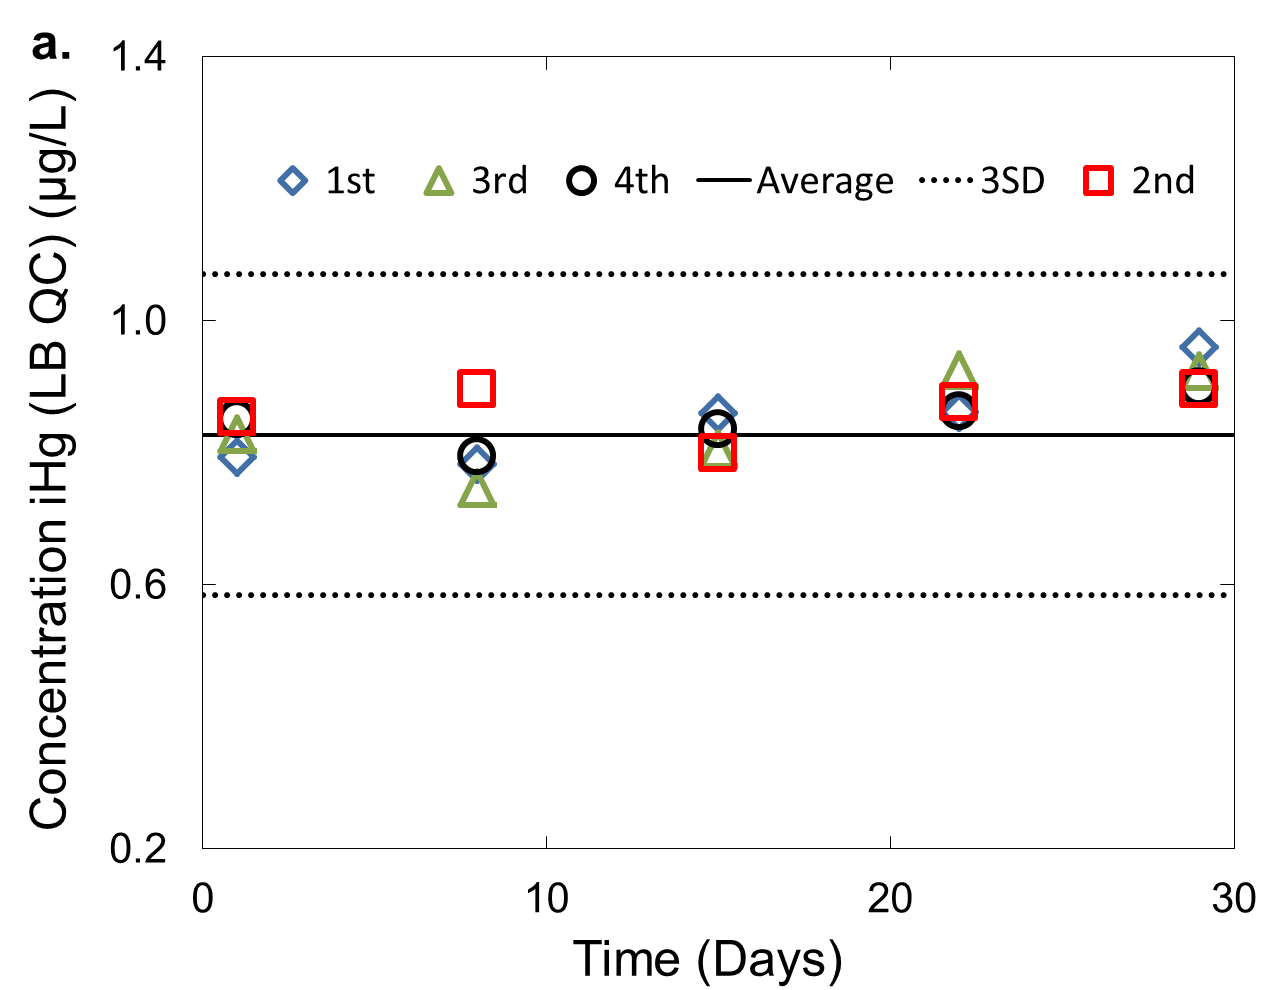 a.
Concentration iHg (LB QC) (µg/L)
1.4
1.0
0.6
0.2
1st 3rd 4th Average 3SD 2nd
0 10 20 30
Time (Days)